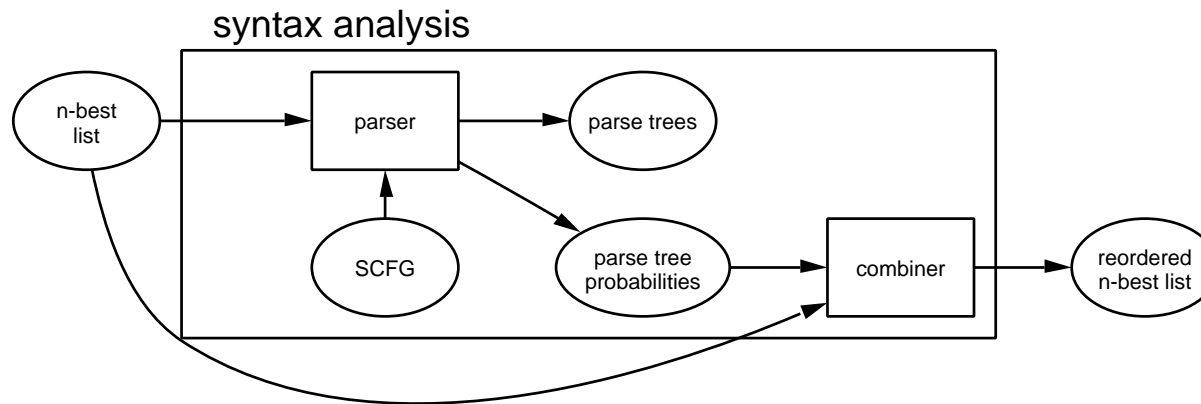 syntax analysis
n-best
list
parser
parse trees
SCFG
parse tree
probabilities
combiner
reordered
n-best list